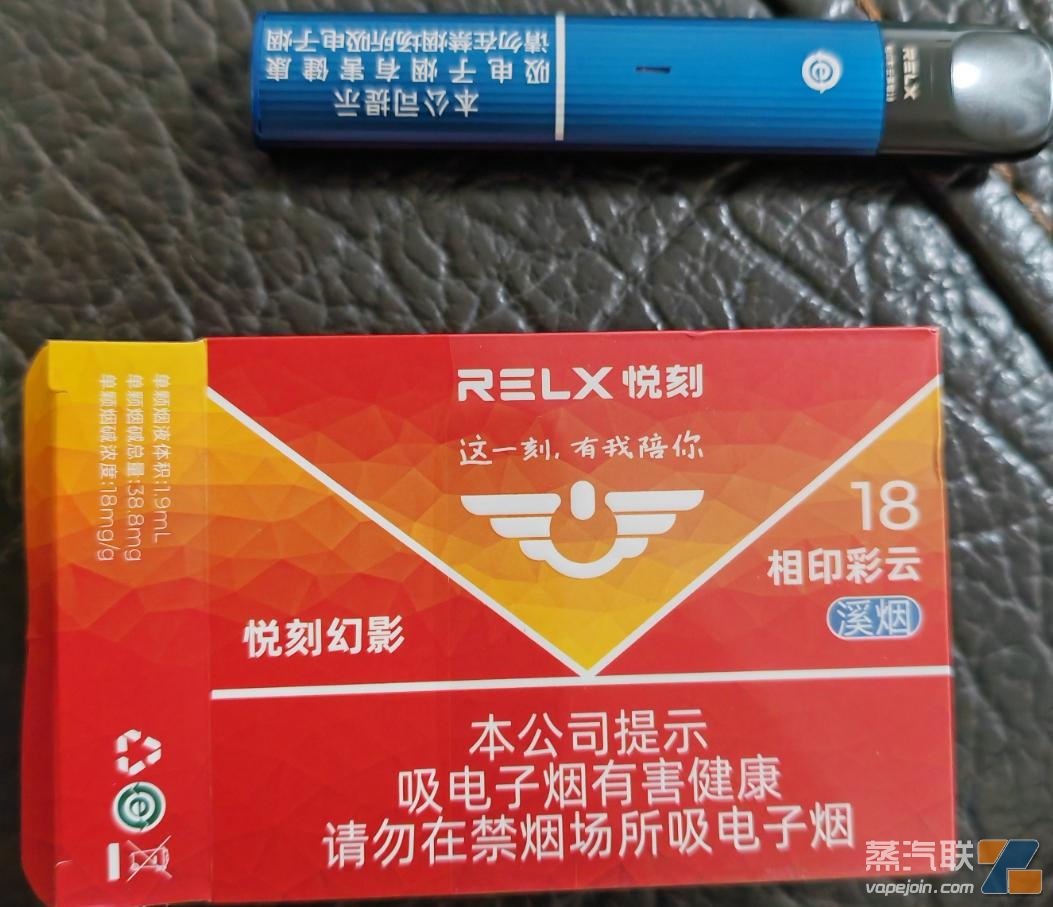 本公司提示
吸电子烟有害健康
请勿在禁烟场所吸电子烟
RELX
RELX 悦刻
这一刻,有我陪你
18
相印彩云
溪烟
悦刻幻影
单颗烟液体积:1.9mL
单颗烟碱总量:38.8mg
单颗烟碱浓度:18mg/g
本公司提示
吸电子烟有害健康
请勿在禁烟场所吸电子烟
蒸汽联
vapejoin.com